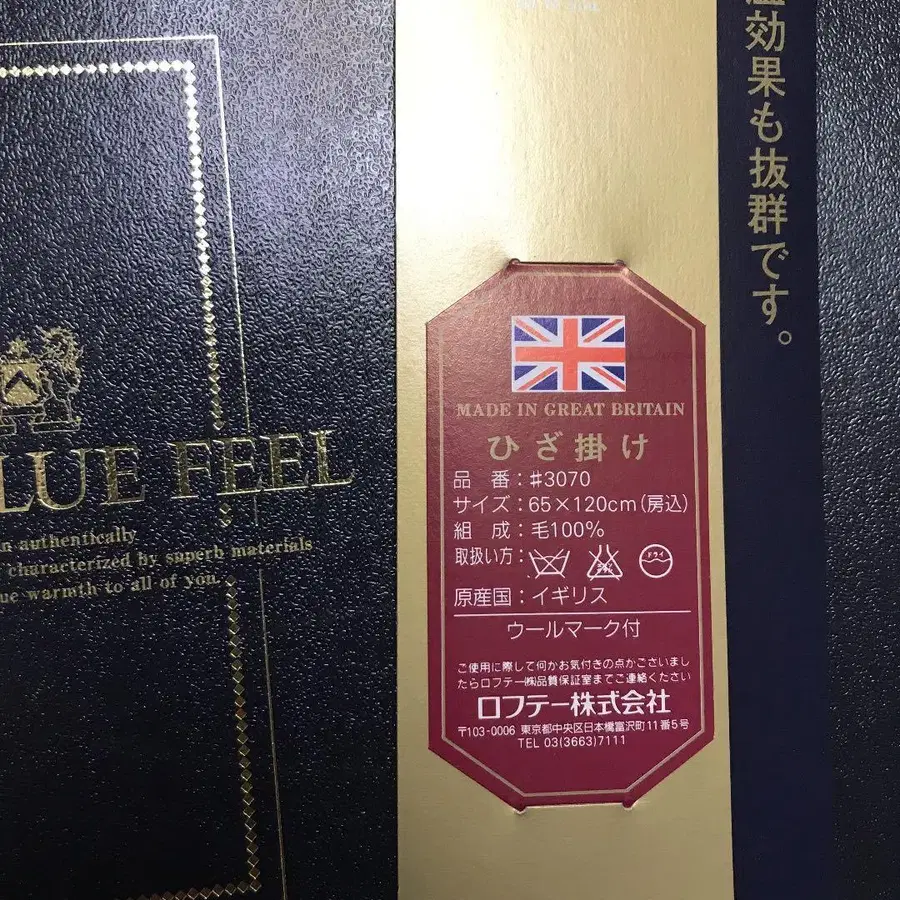 LUE FEEL
n authentically
characterized by superb materials
ue warmth to all of you.
効果も抜群です。
MADE IN GREAT BRITAIN
ひざ掛け
品　番：♯3070
サイズ：65×120cm(房込)
組　成：毛100%
取扱い方：
ドライ
原産国：イギリス
ウールマーク付
ご使用に際して何かお気付きの点がございまし
たらロフテー㈱品質保証室までご連絡ください
ロフテー株式会社
〒103-0006 東京都中央区日本橋富沢町11番5号
TEL 03(3663)7111